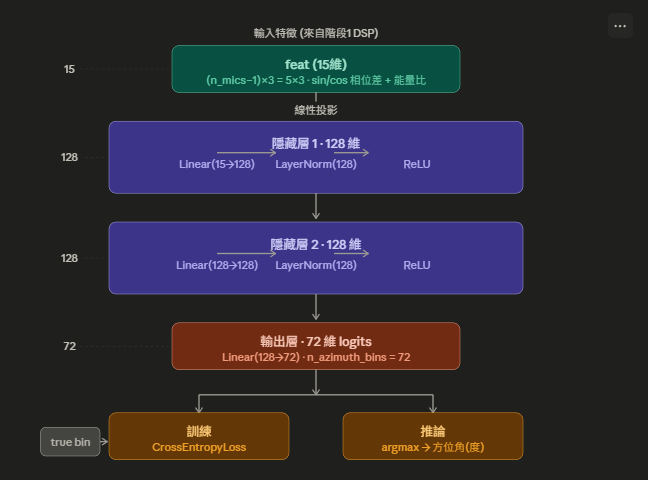 輸入特徵 (來自階段1 DSP)
15
feat (15維)
(n_mics−1)×3 = 5×3 · sin/cos 相位差 + 能量比
線性投影
128
隱藏層 1 · 128 維
Linear(15→128)
LayerNorm(128)
ReLU
128
隱藏層 2 · 128 維
Linear(128→128)
LayerNorm(128)
ReLU
72
輸出層 · 72 維 logits
Linear(128→72) · n_azimuth_bins = 72
true bin
訓練
CrossEntropyLoss
推論
argmax → 方位角(度)